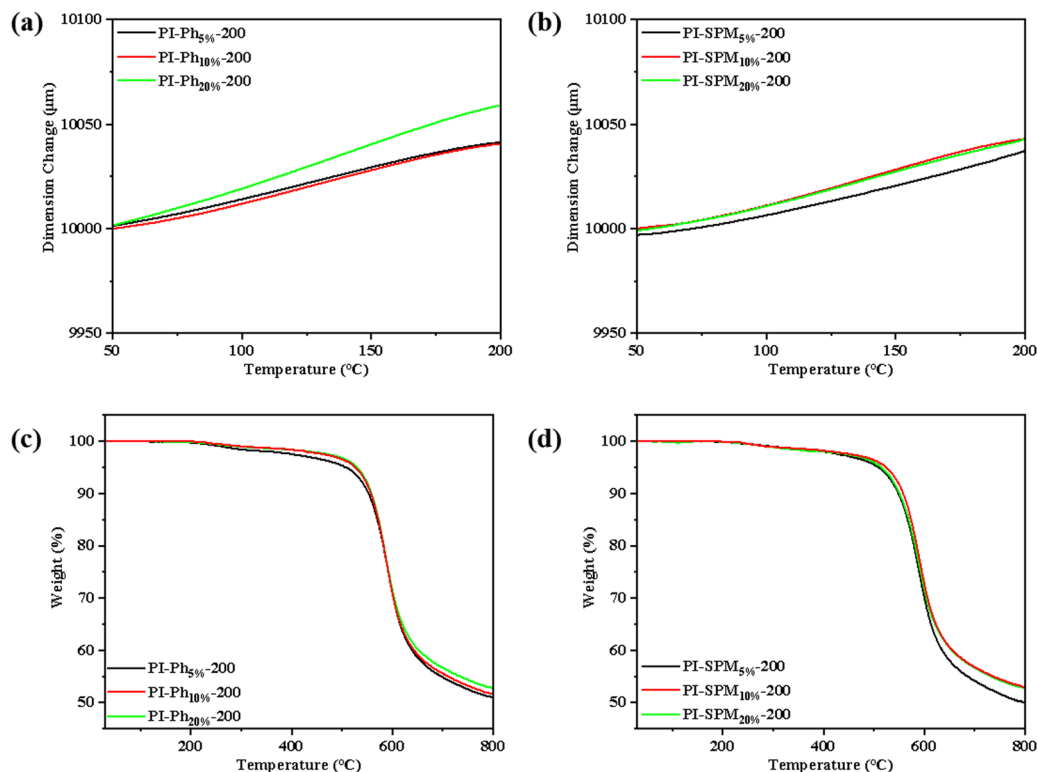 (a)
PI-Ph5%-200
PI-Ph10%-200
PI-Ph20%-200
10100
10050
10000
9950
Dimension Change (μm)
50
100
150
200
Temperature (°C)
(b)
PI-SPM5%-200
PI-SPM10%-200
PI-SPM20%-200
10100
10050
10000
9950
Dimension Change (μm)
50
100
150
200
Temperature (°C)
(c)
100
90
80
70
60
50
Weight (%)
PI-Ph5%-200
PI-Ph10%-200
PI-Ph20%-200
200
400
600
800
Temperature (°C)
(d)
100
90
80
70
60
50
Weight (%)
PI-SPM5%-200
PI-SPM10%-200
PI-SPM20%-200
200
400
600
800
Temperature (°C)